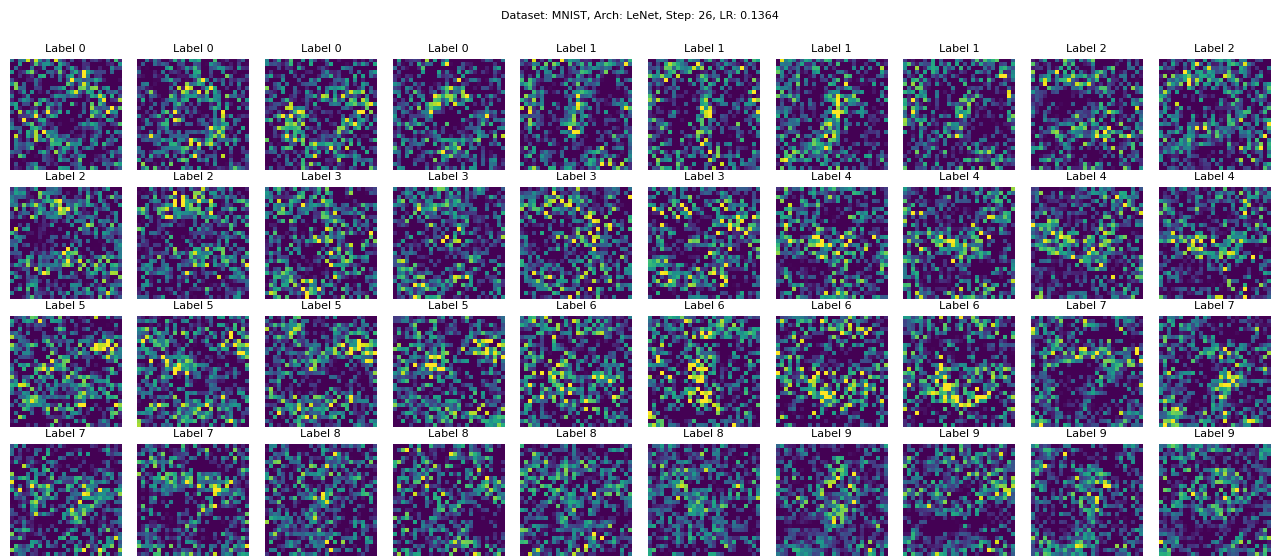 Dataset: MNIST, Arch: LeNet, Step: 26, LR: 0.1364
Label 0 Label 0 Label 0 Label 0 Label 1 Label 1 Label 1 Label 1 Label 2 Label 2
Label 2 Label 2 Label 3 Label 3 Label 3 Label 3 Label 4 Label 4 Label 4 Label 4
Label 5 Label 5 Label 5 Label 5 Label 6 Label 6 Label 6 Label 6 Label 7 Label 7
Label 7 Label 7 Label 8 Label 8 Label 8 Label 8 Label 9 Label 9 Label 9 Label 9